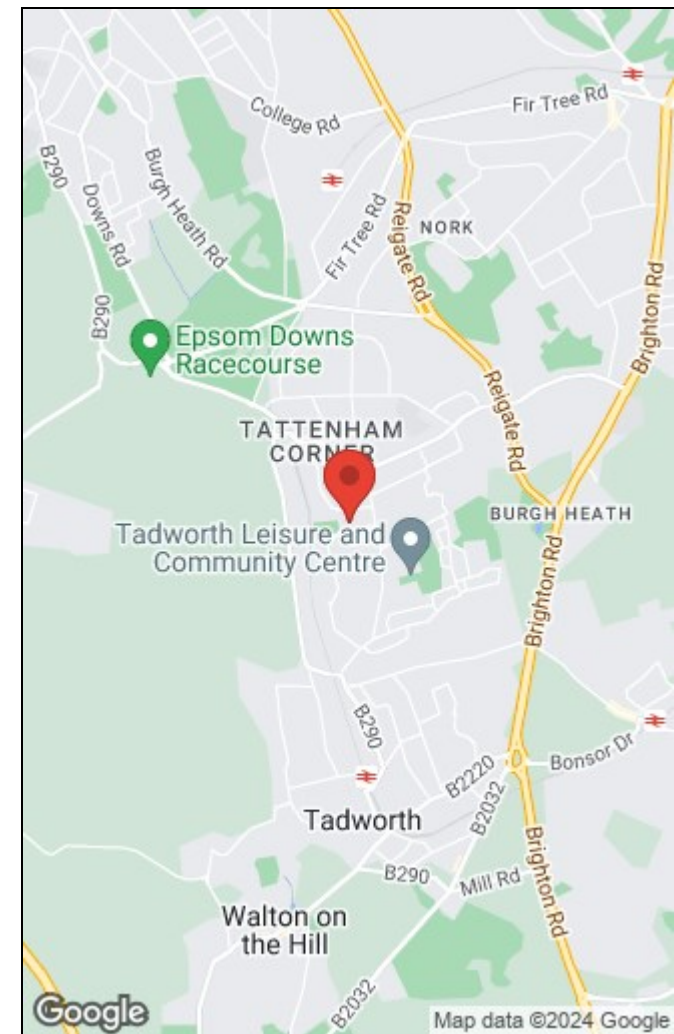 College Rd
Fir Tree Rd
B290
Downs Rd
Burgh Heath Rd
Fir Tree Rd
NORK
Reigate Rd
B290
Epsom Downs
Racecourse
Brighton Rd
Reigate Rd
TATTENHAM
CORNER
BURGH HEATH
Tadworth Leisure and
Community Centre
Brighton Rd
B290
B2220
Bonsor Dr
B2032
Tadworth
B290
Mill Rd
Brighton Rd
Walton on
the Hill
B2032
Google
Map data ©2024 Google